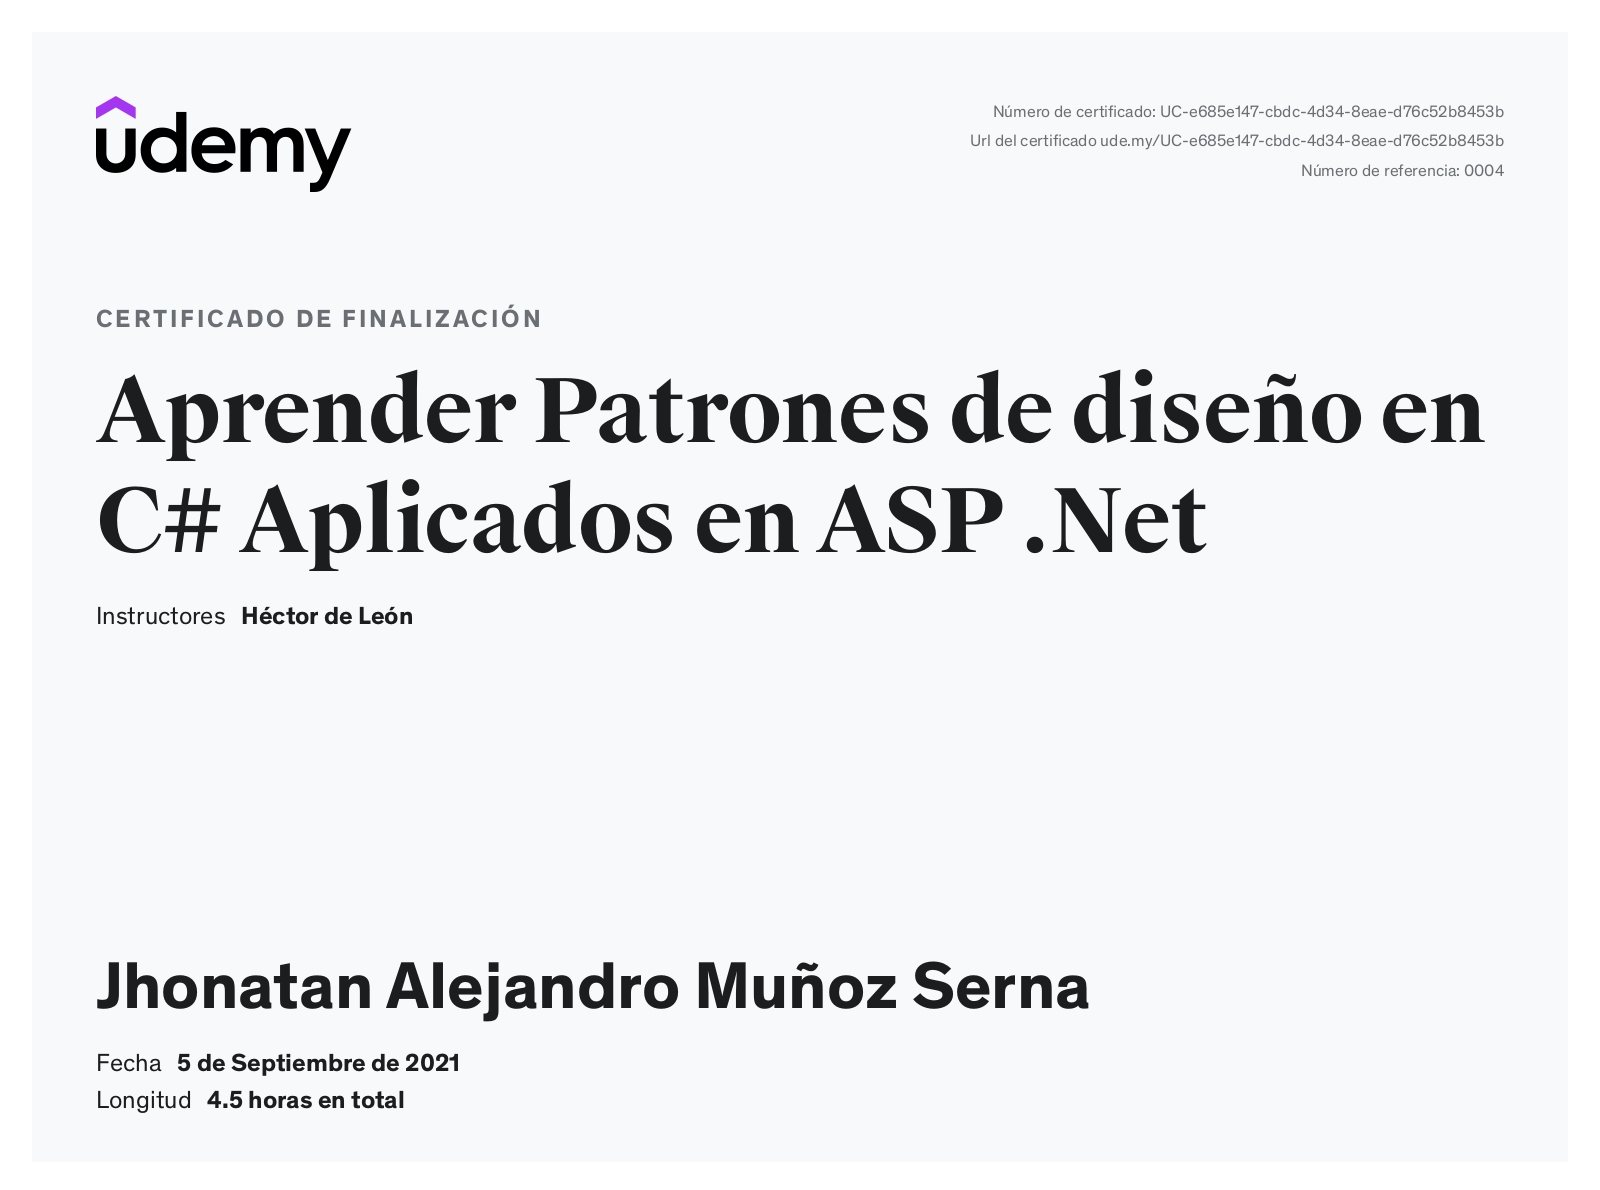 udemy
Número de certificado: UC-e685e147-cbdc-4d34-8eae-d76c52b8453b
Url del certificado ude.my/UC-e685e147-cbdc-4d34-8eae-d76c52b8453b
Número de referencia: 0004
CERTIFICADO DE FINALIZACIÓN
Aprender Patrones de diseño en
C# Aplicados en ASP .Net
Instructores Héctor de León
Jhonatan Alejandro Muñoz Serna
Fecha 5 de Septiembre de 2021
Longitud 4.5 horas en total